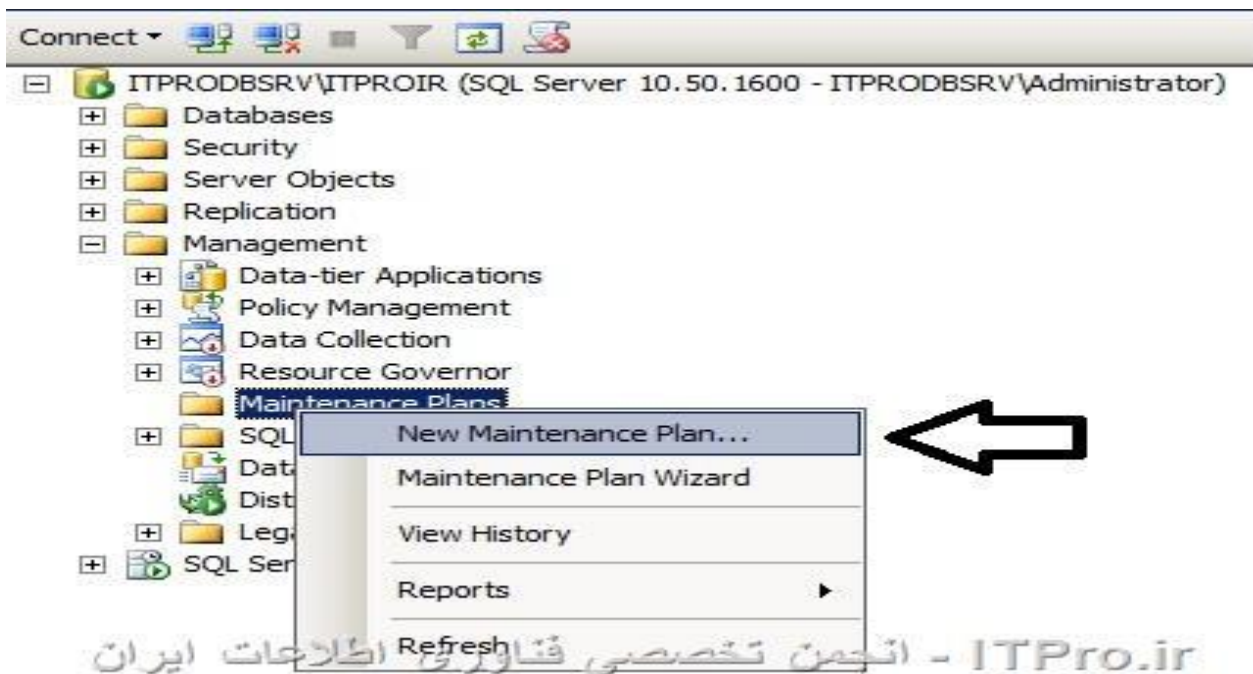 Connect
ITPRODBSRV\ITPROIR (SQL Server 10.50.1600 - ITPRODBSRV\Administrator)
Databases
Security
Server Objects
Replication
Management
Data-tier Applications
Policy Management
Data Collection
Resource Governor
Maintenance Plans
SQL
New Maintenance Plan...
Data
Maintenance Plan Wizard
Dist
Lega
View History
SQL Ser
Reports
Refresh
ITPro.ir - انجمن تخصصی فناوری اطلاعات ایران